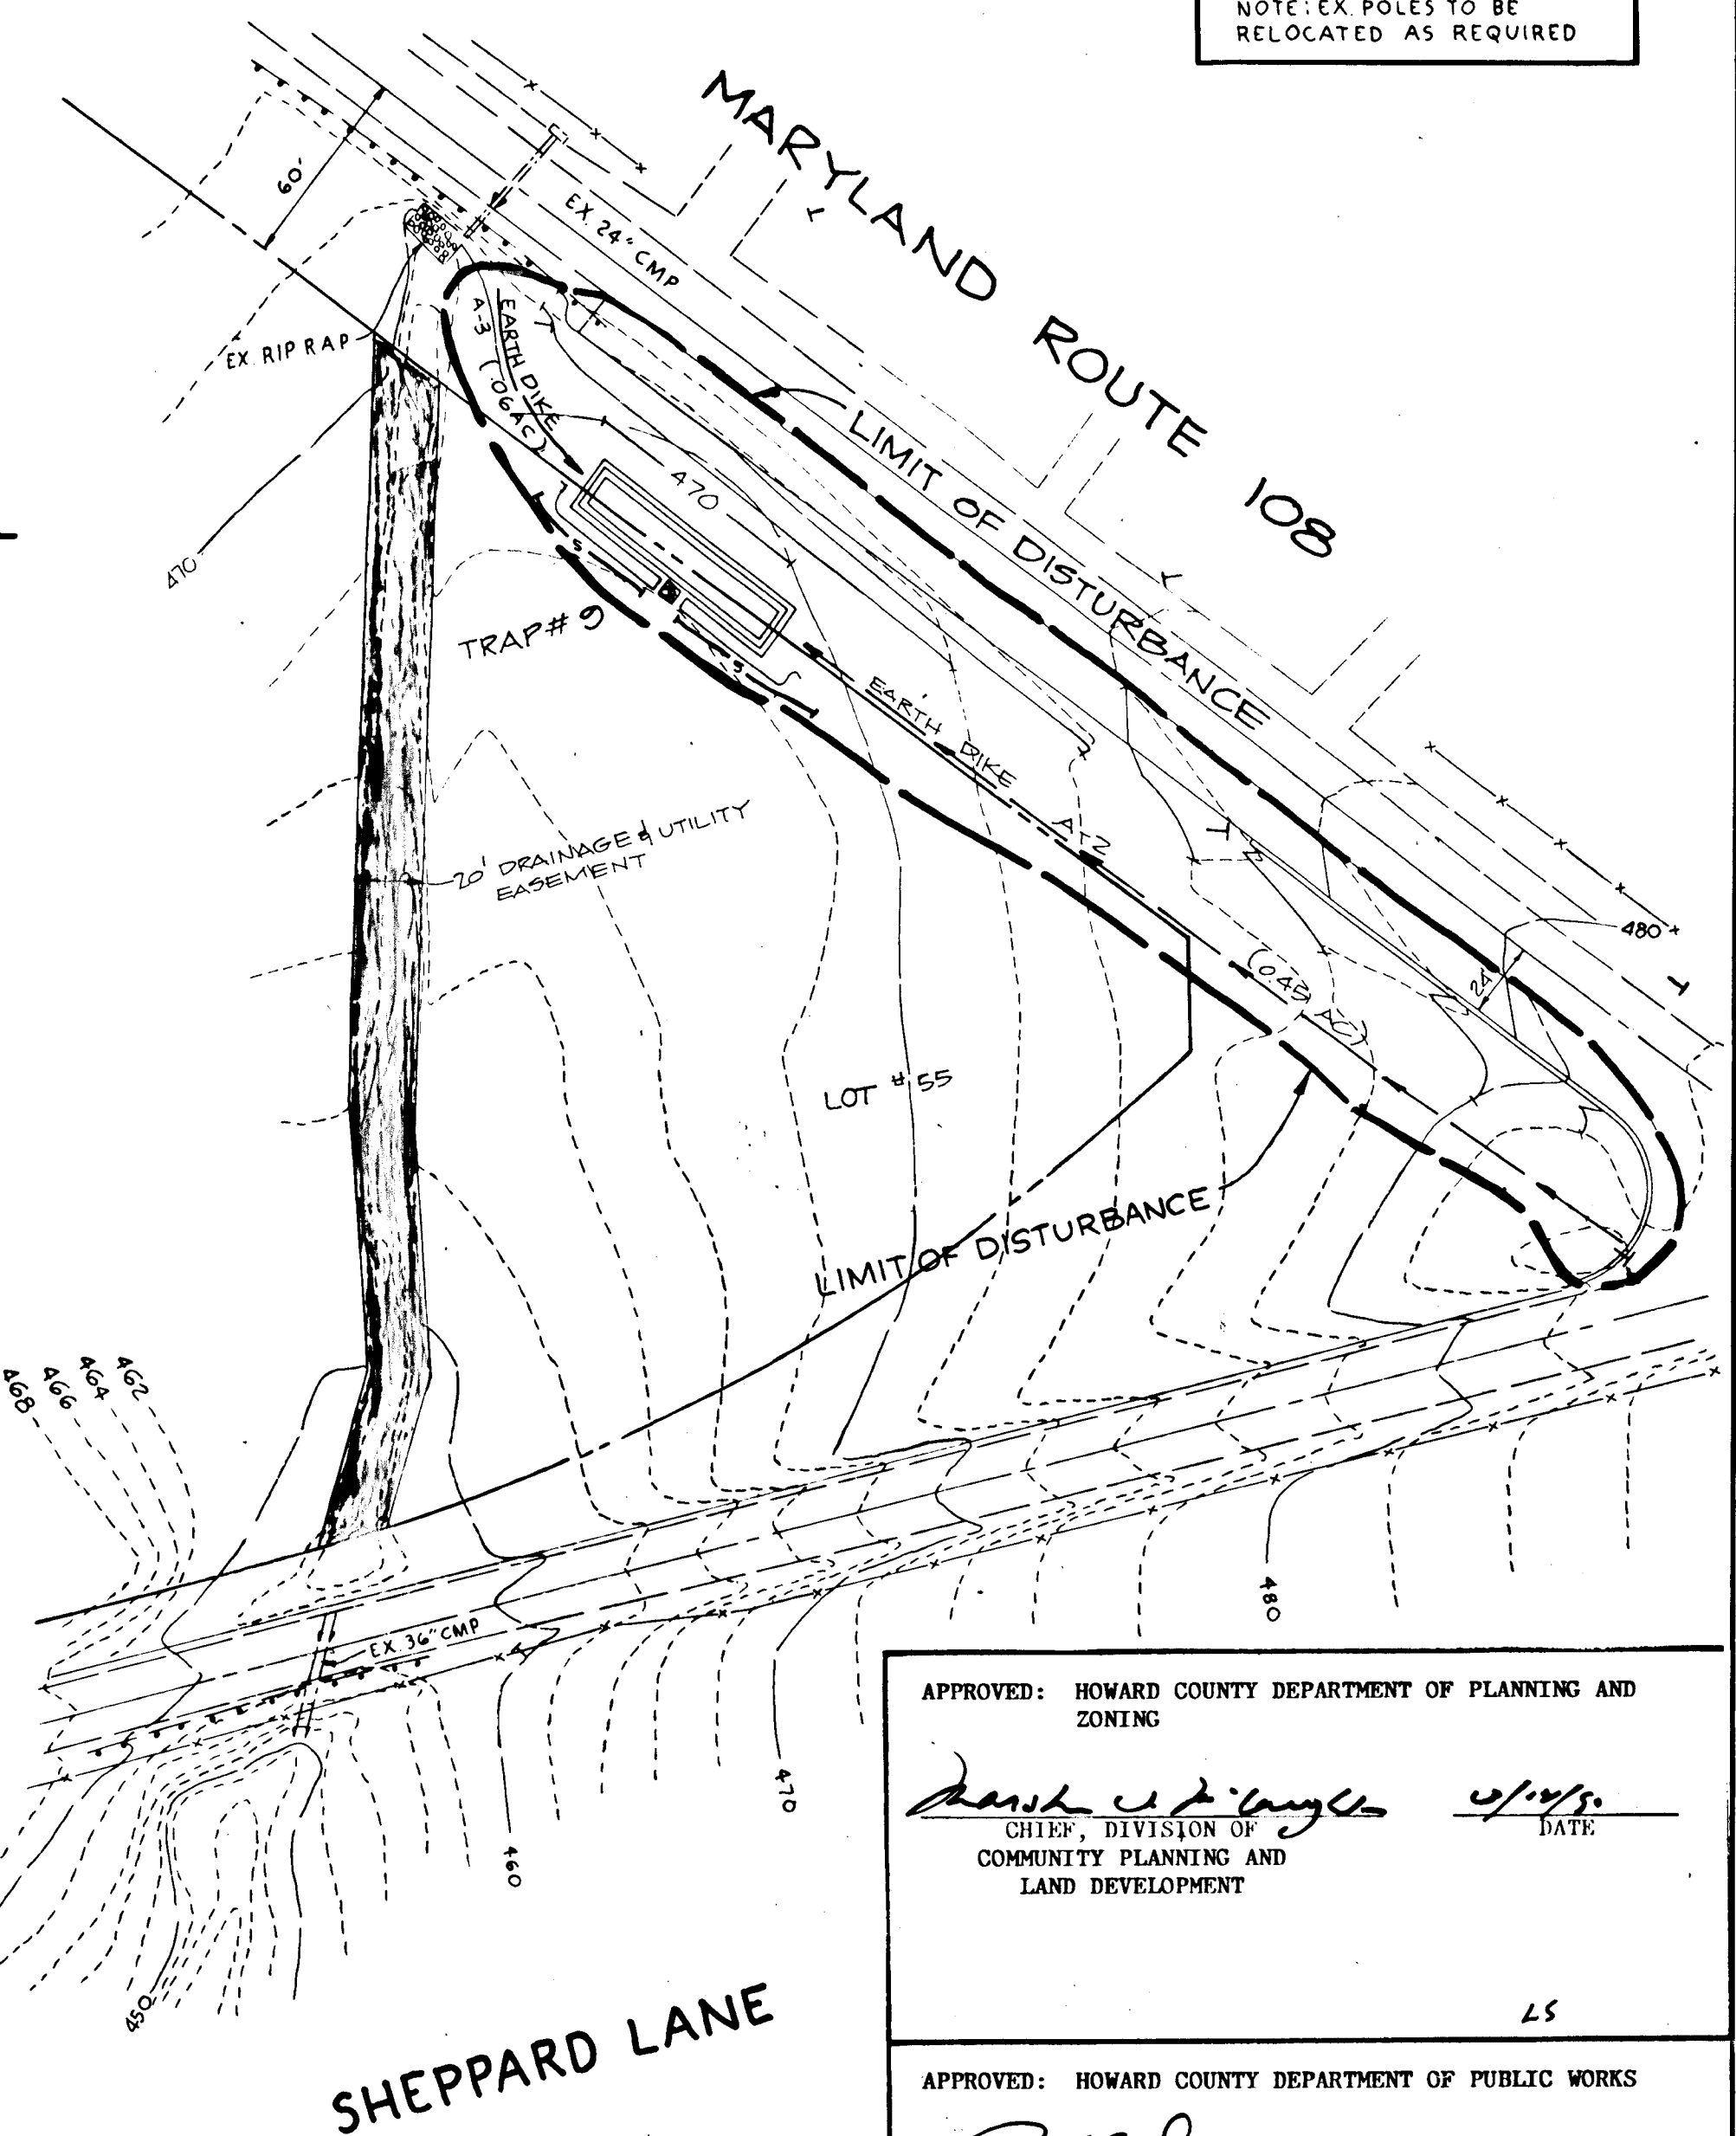 NOTE: EX. POLES TO BE
RELOCATED AS REQUIRED
MARYLAND ROUTE 108
60'
EX. 24" CMP
EX. RIP RAP
EARTH DIKE
A-3 (.06 AC)
LIMIT OF DISTURBANCE
470
470
S
TRAP # 9
S
EARTH DIKE
A-2
(0.45 AC)
20' DRAINAGE & UTILITY
EASEMENT
480
24'
LOT # 55
LIMIT OF DISTURBANCE
468
466
464
462
EX. 36" CMP
480
470
460
450
SHEPPARD LANE
APPROVED: HOWARD COUNTY DEPARTMENT OF PLANNING AND
ZONING
CHIEF, DIVISION OF
COMMUNITY PLANNING AND
LAND DEVELOPMENT
DATE
LS
APPROVED: HOWARD COUNTY DEPARTMENT OF PUBLIC WORKS